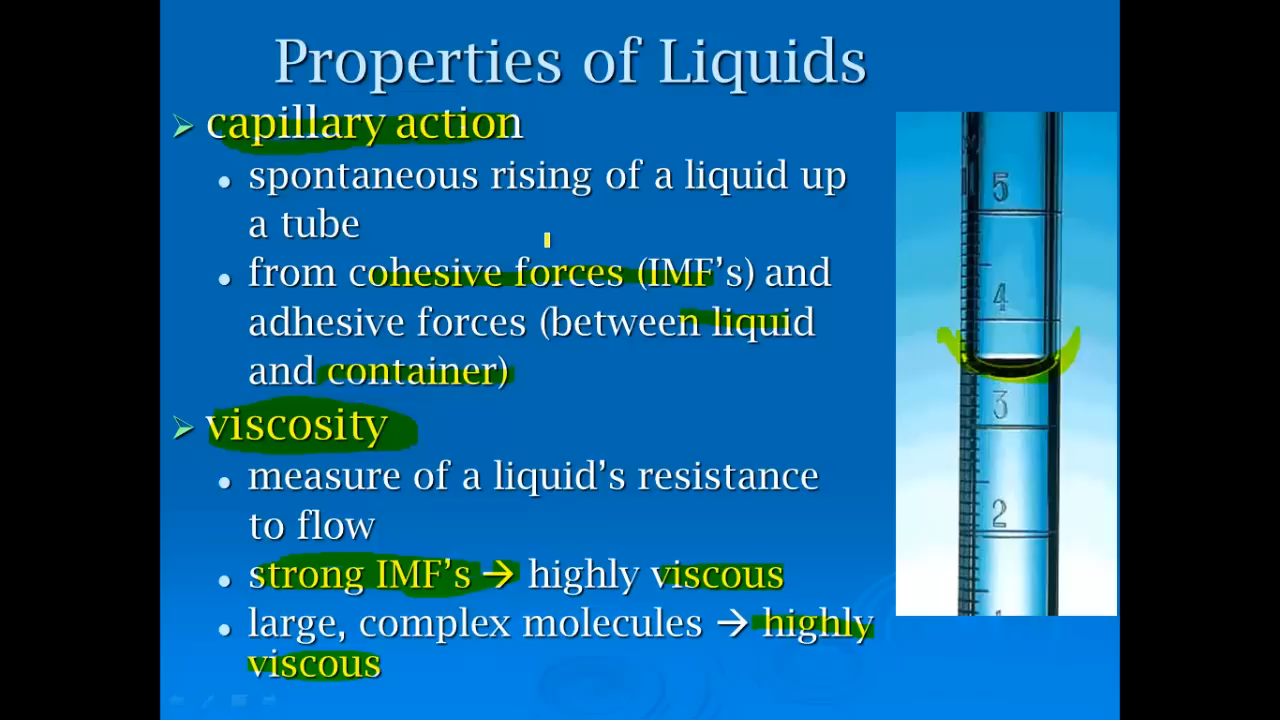 Properties of Liquids
➢ capillary action
• spontaneous rising of a liquid up
a tube
• from cohesive forces (IMF's) and
adhesive forces (between liquid
and container)
➢ viscosity
• measure of a liquid's resistance
to flow
• strong IMF's → highly viscous
• large, complex molecules → highly
viscous
5
4
3
2